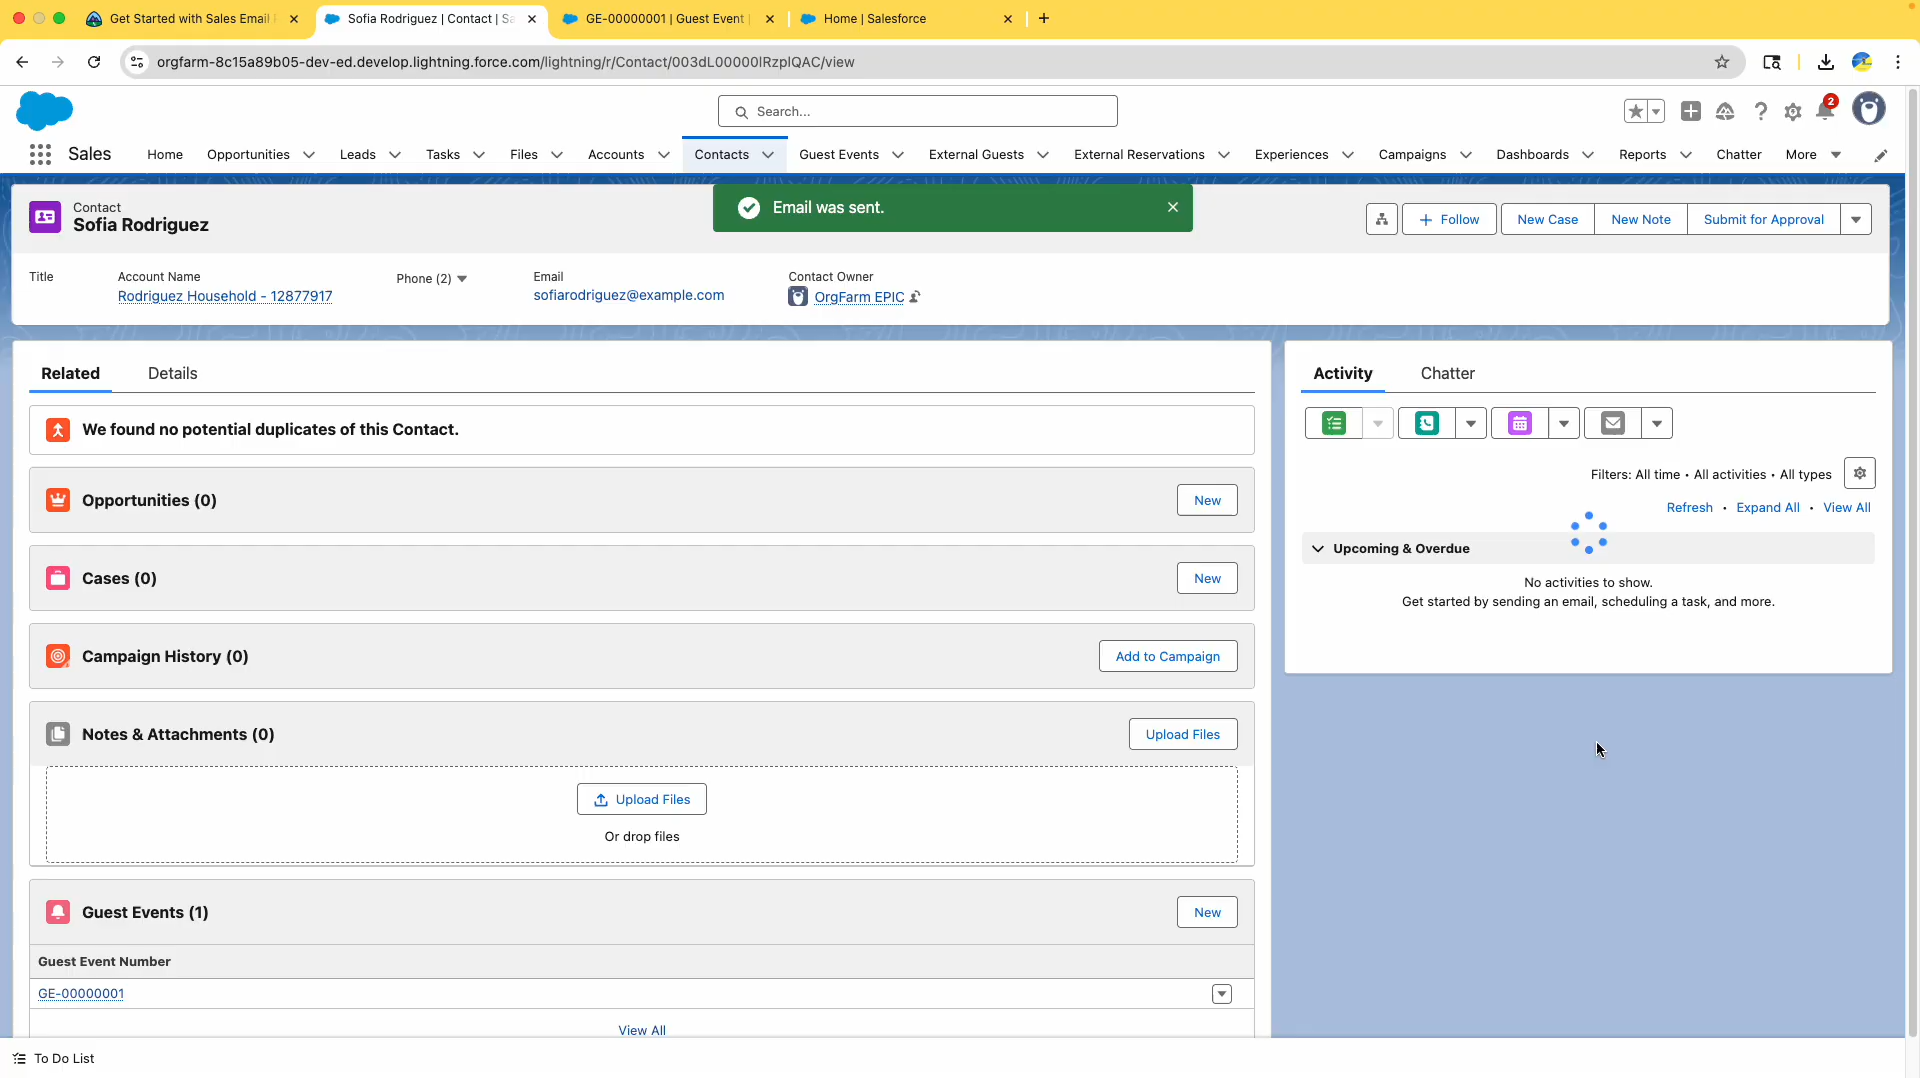 Get Started with Sales Email
Sofia Rodriguez | Contact | Sa
GE-00000001 | Guest Event |
Home | Salesforce
orgfarm-8c15a89b05-dev-ed.develop.lightning.force.com/lightning/r/Contact/003dL00000IRzpIQAC/view
Search...
2
Sales
Home
Opportunities
Leads
Tasks
Files
Accounts
Contacts
Guest Events
External Guests
External Reservations
Experiences
Campaigns
Dashboards
Reports
Chatter
More
Email was sent.
Contact
Sofia Rodriguez
Follow
New Case
New Note
Submit for Approval
Title
Account Name
Rodriguez Household - 12877917
Phone (2)
Email
sofiarodriguez@example.com
Contact Owner
OrgFarm EPIC
Related
Details
We found no potential duplicates of this Contact.
Opportunities (0)
New
Cases (0)
New
Campaign History (0)
Add to Campaign
Notes & Attachments (0)
Upload Files
Upload Files
Or drop files
Guest Events (1)
New
Guest Event Number
GE-00000001
View All
Activity
Chatter
Filters: All time • All activities • All types
Refresh • Expand All • View All
Upcoming & Overdue
No activities to show.
Get started by sending an email, scheduling a task, and more.
To Do List